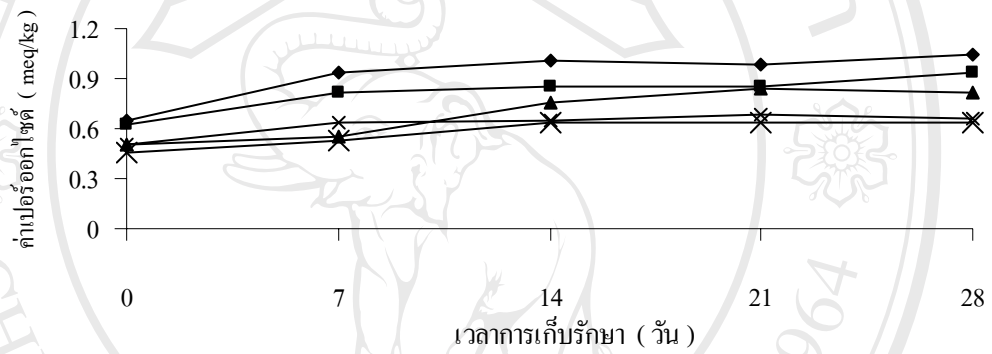 ค่าเปอร์ออกไซด์ ( meq/kg )
1.2
0.9
0.6
0.3
0
0 7 14 21 28
เวลาการเก็บรักษา ( วัน )
1964